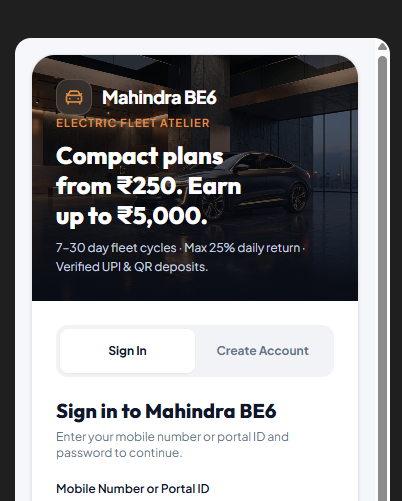 Mahindra BE6
ELECTRIC FLEET ATELIER
Compact plans
from ₹250. Earn
up to ₹5,000.
7–30 day fleet cycles · Max 25% daily return ·
Verified UPI & QR deposits.
Sign In
Create Account
Sign in to Mahindra BE6
Enter your mobile number or portal ID and
password to continue.
Mobile Number or Portal ID